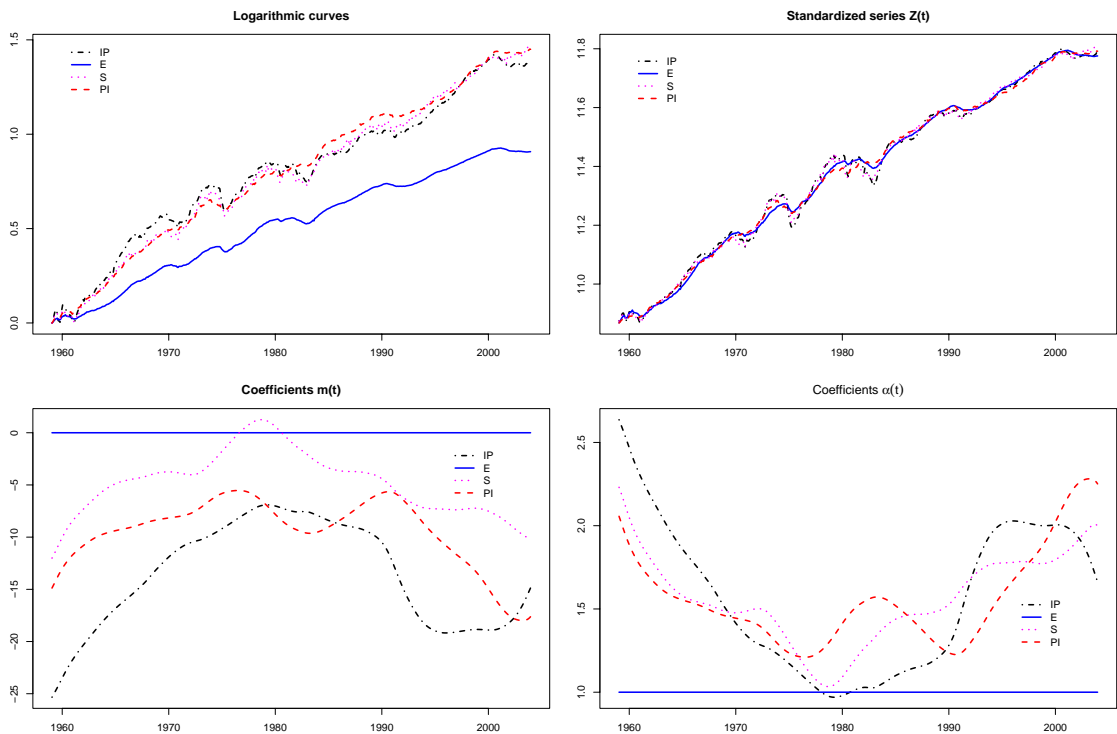 Logarithmic curves
1.5
1.0
0.5
0.0
IP
E
S
PI
1960
1970
1980
1990
2000
Standardized series Z(t)
11.8
11.6
11.4
11.2
11.0
IP
E
S
PI
1960
1970
1980
1990
2000
Coefficients m(t)
0
-5
-10
-15
-20
-25
IP
E
S
PI
1960
1970
1980
1990
2000
Coefficients α(t)
2.5
2.0
1.5
1.0
IP
E
S
PI
1960
1970
1980
1990
2000